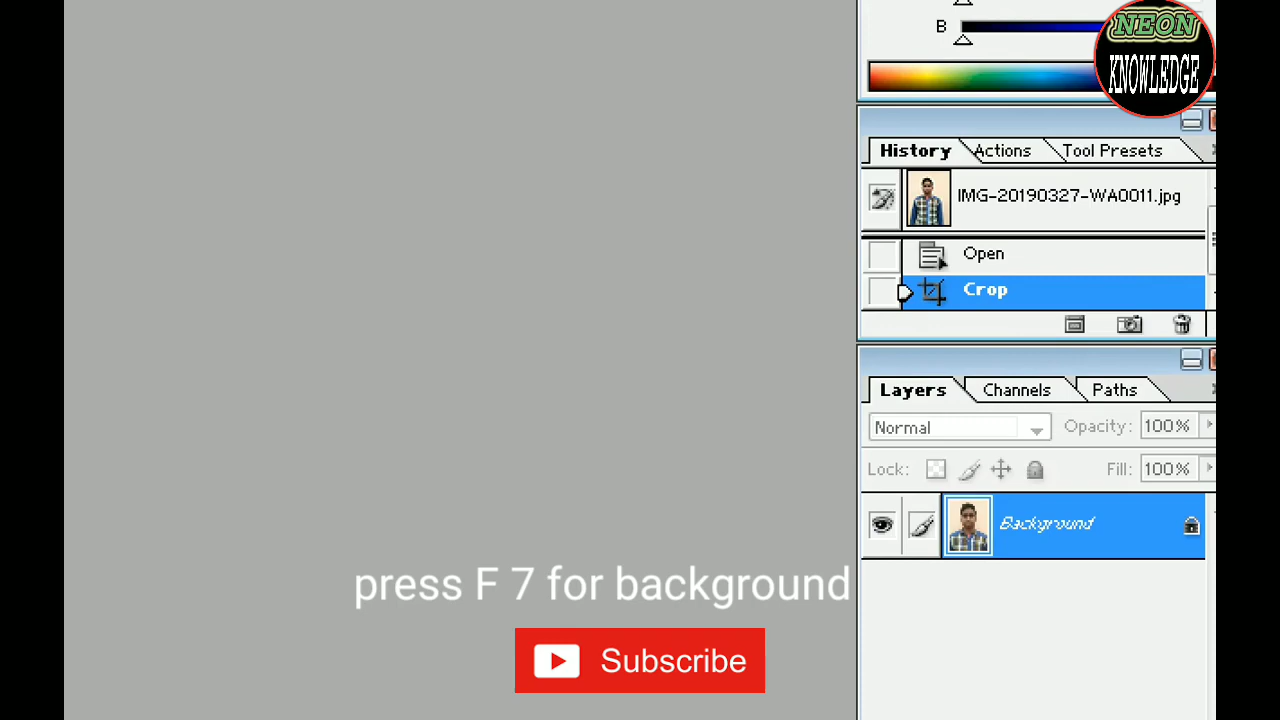 B
NEON
KNOWLEDGE
History Actions Tool Presets
IMG-20190327-WA0011.jpg
Open
Crop
Layers Channels Paths
Normal Opacity: 100%
Lock: Fill: 100%
Background
press F 7 for background
Subscribe